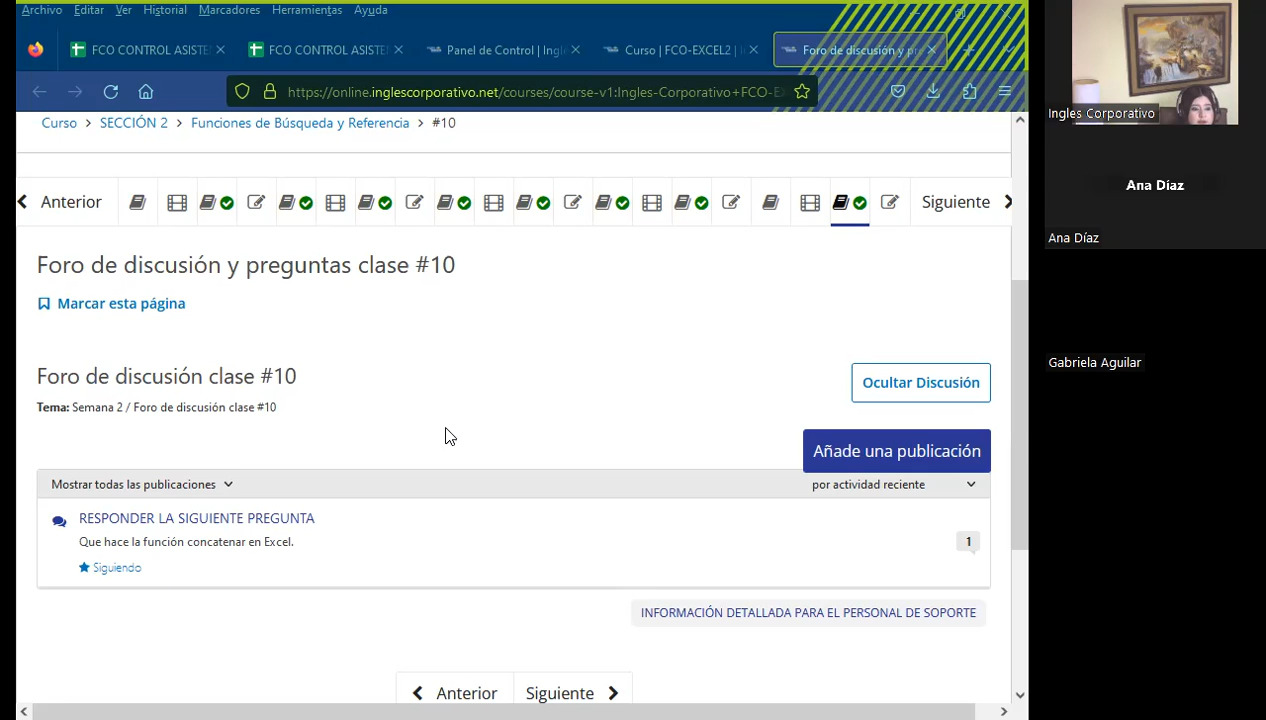 Archivo Editar Ver Historial Marcadores Herramientas Ayuda
FCO CONTROL ASISTE FCO CONTROL ASISTE Panel de Control | Ingl Curso | FCO-EXCEL2 | Foro de discusión y pr
https://online.inglescorporativo.net/courses/course-v1:Ingles-Corporativo+FCO-E
Curso SECCIÓN 2 Funciones de Búsqueda y Referencia #10
Anterior Siguiente
Foro de discusión y preguntas clase #10
Marcar esta página
Foro de discusión clase #10
Ocultar Discusión
Tema: Semana 2 / Foro de discusión clase #10
Añade una publicación
Mostrar todas las publicaciones por actividad reciente
RESPONDER LA SIGUIENTE PREGUNTA
Que hace la función concatenar en Excel.
1
Siguiendo
INFORMACIÓN DETALLADA PARA EL PERSONAL DE SOPORTE
Anterior Siguiente
Ingles Corporativo
Ana Díaz
Ana Díaz
Gabriela Aguilar